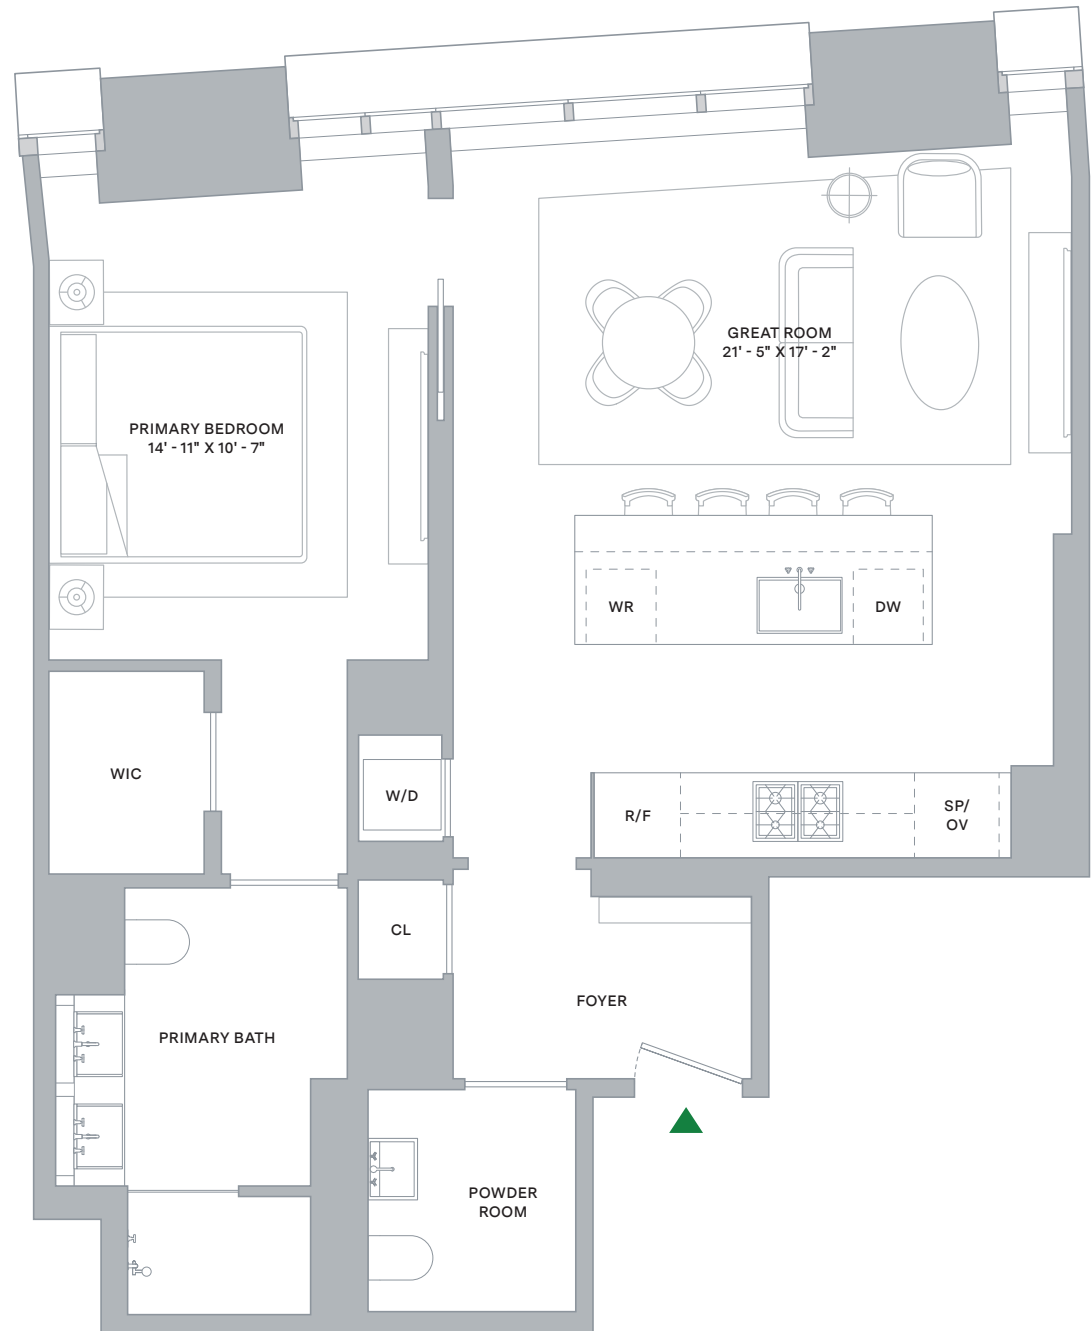 GREAT ROOM
21' - 5" X 17' - 2"
PRIMARY BEDROOM
14' - 11" X 10' - 7"
WR
DW
WIC
W/D
R/F
SP/
OV
CL
FOYER
PRIMARY BATH
POWDER
ROOM